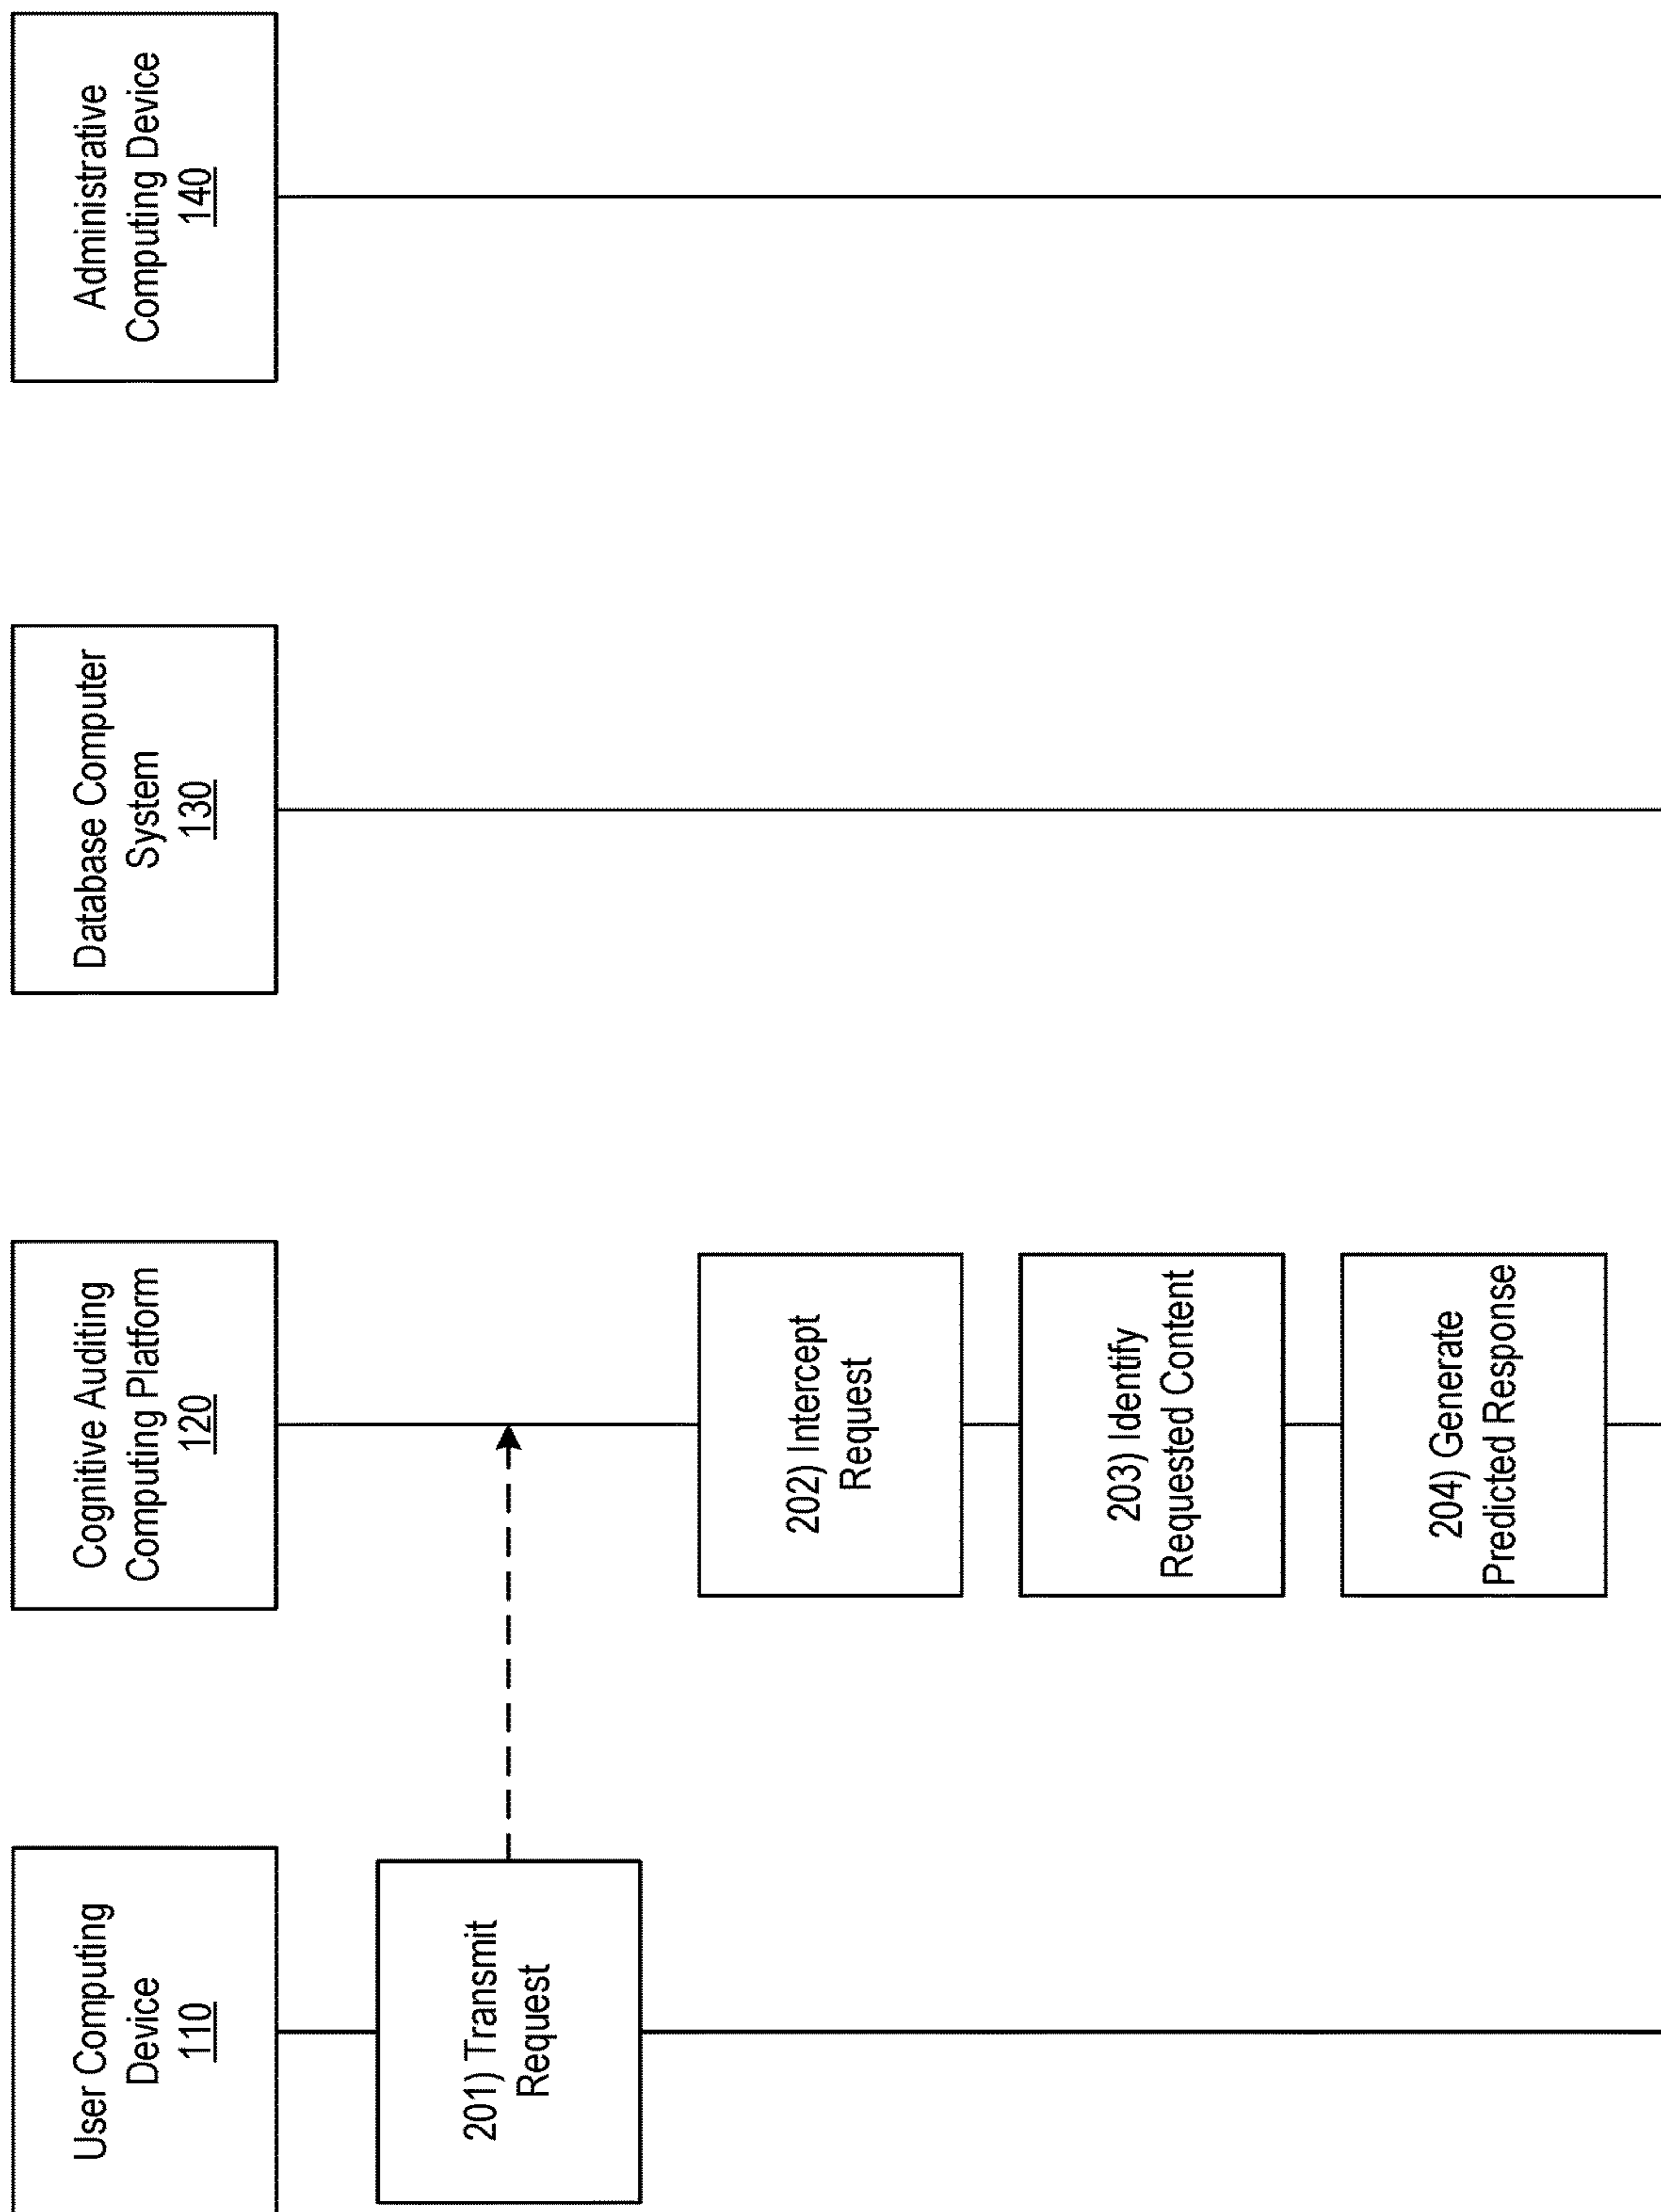 User Computing
Device
110
Cognitive Auditing
Computing Platform
120
Database Computer
System
130
Administrative
Computing Device
140
201) Transmit
Request
202) Intercept
Request
203) Identify
Requested Content
204) Generate
Predicted Response